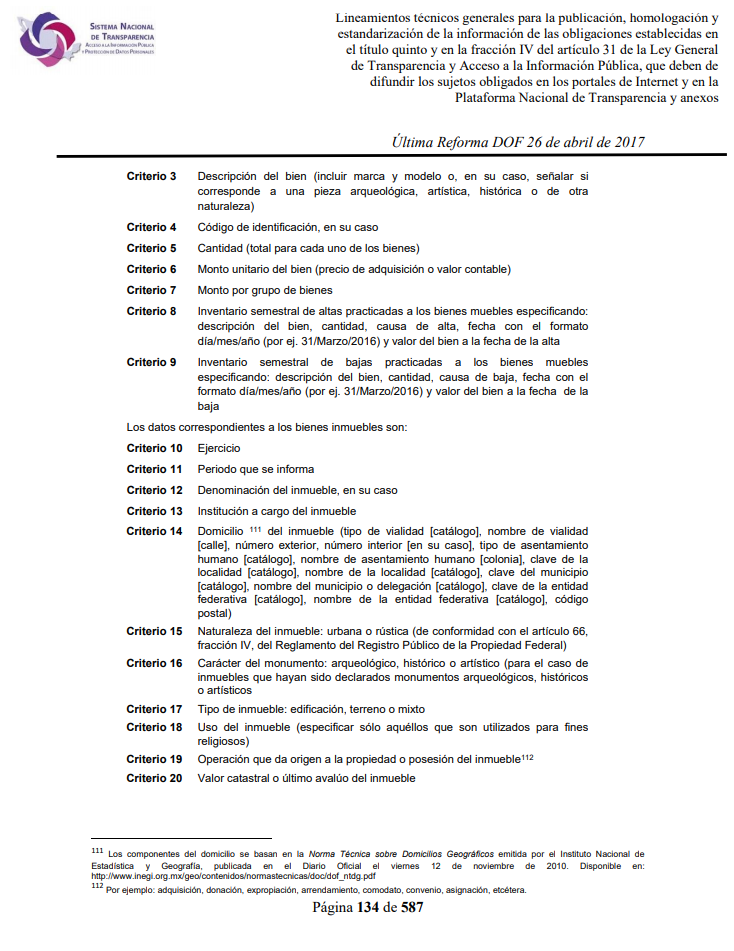 SISTEMA NACIONAL
DE TRANSPARENCIA
ACCESO A LA INFORMACIÓN PÚBLICA
Y PROTECCIÓN DE DATOS PERSONALES
Lineamientos técnicos generales para la publicación, homologación y
estandarización de la información de las obligaciones establecidas en
el título quinto y en la fracción IV del artículo 31 de la Ley General
de Transparencia y Acceso a la Información Pública, que deben de
difundir los sujetos obligados en los portales de Internet y en la
Plataforma Nacional de Transparencia y anexos
Última Reforma DOF 26 de abril de 2017
Criterio 3 Descripción del bien (incluir marca y modelo o, en su caso, señalar si
corresponde a una pieza arqueológica, artística, histórica o de otra
naturaleza)
Criterio 4 Código de identificación, en su caso
Criterio 5 Cantidad (total para cada uno de los bienes)
Criterio 6 Monto unitario del bien (precio de adquisición o valor contable)
Criterio 7 Monto por grupo de bienes
Criterio 8 Inventario semestral de altas practicadas a los bienes muebles especificando:
descripción del bien, cantidad, causa de alta, fecha con el formato
día/mes/año (por ej. 31/Marzo/2016) y valor del bien a la fecha de la alta
Criterio 9 Inventario semestral de bajas practicadas a los bienes muebles
especificando: descripción del bien, cantidad, causa de baja, fecha con el
formato día/mes/año (por ej. 31/Marzo/2016) y valor del bien a la fecha de la
baja
Los datos correspondientes a los bienes inmuebles son:
Criterio 10 Ejercicio
Criterio 11 Periodo que se informa
Criterio 12 Denominación del inmueble, en su caso
Criterio 13 Institución a cargo del inmueble
Criterio 14 Domicilio 111 del inmueble (tipo de vialidad [catálogo], nombre de vialidad
[calle], número exterior, número interior [en su caso], tipo de asentamiento
humano [catálogo], nombre de asentamiento humano [colonia], clave de la
localidad [catálogo], nombre de la localidad [catálogo], clave del municipio
[catálogo], nombre del municipio o delegación [catálogo], clave de la entidad
federativa [catálogo], nombre de la entidad federativa [catálogo], código
postal)
Criterio 15 Naturaleza del inmueble: urbana o rústica (de conformidad con el artículo 66,
fracción IV, del Reglamento del Registro Público de la Propiedad Federal)
Criterio 16 Carácter del monumento: arqueológico, histórico o artístico (para el caso de
inmuebles que hayan sido declarados monumentos arqueológicos, históricos
o artísticos
Criterio 17 Tipo de inmueble: edificación, terreno o mixto
Criterio 18 Uso del inmueble (especificar sólo aquéllos que son utilizados para fines
religiosos)
Criterio 19 Operación que da origen a la propiedad o posesión del inmueble112
Criterio 20 Valor catastral o último avalúo del inmueble
111 Los componentes del domicilio se basan en la Norma Técnica sobre Domicilios Geográficos emitida por el Instituto Nacional de
Estadística y Geografía, publicada en el Diario Oficial el viernes 12 de noviembre de 2010. Disponible en:
http://www.inegi.org.mx/geo/contenidos/normastecnicas/doc/dof_ntdg.pdf
112 Por ejemplo: adquisición, donación, expropiación, arrendamiento, comodato, convenio, asignación, etcétera.
Página 134 de 587